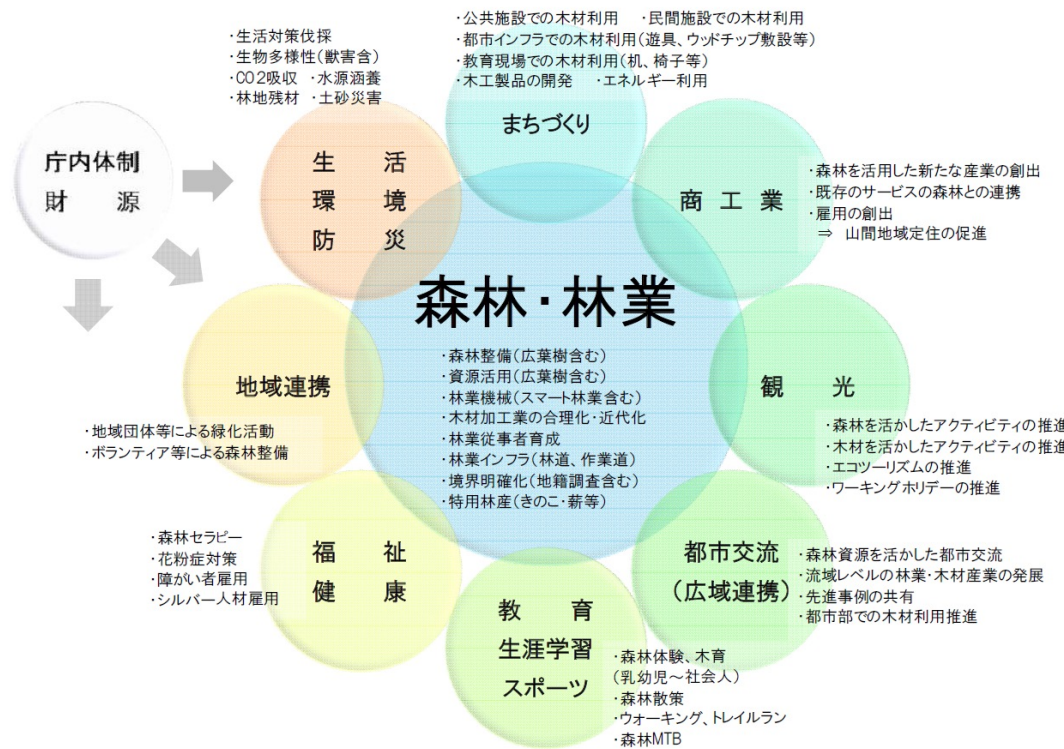 ・公共施設での木材利用　・民間施設での木材利用
・都市インフラでの木材利用(遊具、ウッドチップ敷設等)
・教育現場での木材利用(机、椅子等)
・木工製品の開発　・エネルギー利用
まちづくり
・生活対策伐採
・生物多様性(獣害含)
・CO2吸収　・水源涵養
・林地残材　・土砂災害
生　活
環　境
防　災
庁内体制
財　源
商工業
・森林を活用した新たな産業の創出
・既存のサービスの森林との連携
・雇用の創出
⇒ 山間地域定住の促進
森林・林業
・森林整備(広葉樹含む)
・資源活用(広葉樹含む)
・林業機械(スマート林業含む)
・木材加工業の合理化・近代化
・林業従事者育成
・林業インフラ(林道、作業道)
・境界明確化(地籍調査含む)
・特用林産(きのこ・薪等)
地域連携
・地域団体等による緑化活動
・ボランティア等による森林整備
観　光
・森林を活かしたアクティビティの推進
・木材を活かしたアクティビティの推進
・エコツーリズムの推進
・ワーキングホリデーの推進
・森林セラピー
・花粉症対策
・障がい者雇用
・シルバー人材雇用
福　祉
健　康
都市交流
(広域連携)
・森林資源を活かした都市交流
・流域レベルの林業・木材産業の発展
・先進事例の共有
・都市部での木材利用推進
教　育
生涯学習
スポーツ
・森林体験、木育
(乳幼児～社会人)
・森林散策
・ウォーキング、トレイルラン
・森林MTB